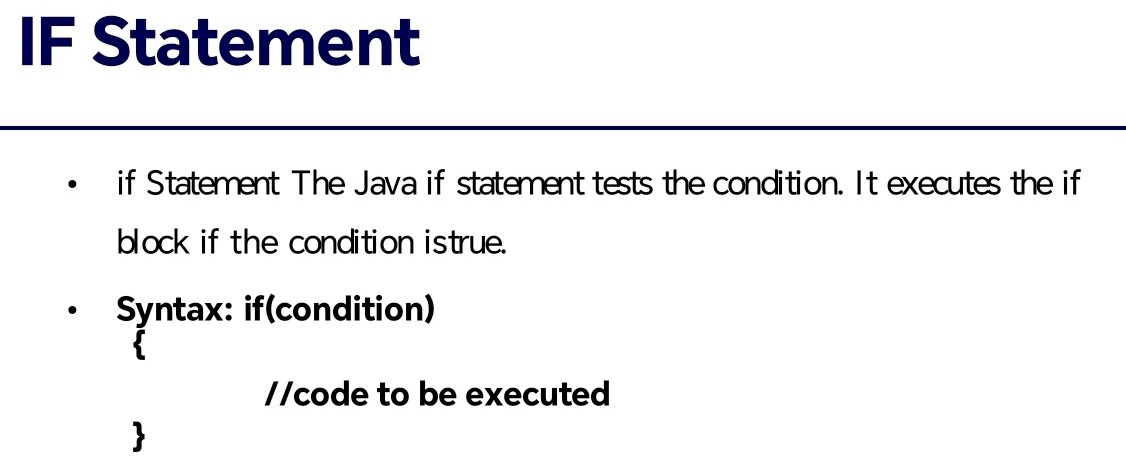 IF Statement
• if Statement The Java if statement tests the condition. It executes the if
block if the condition istrue.
• Syntax: if(condition)
{
//code to be executed
}